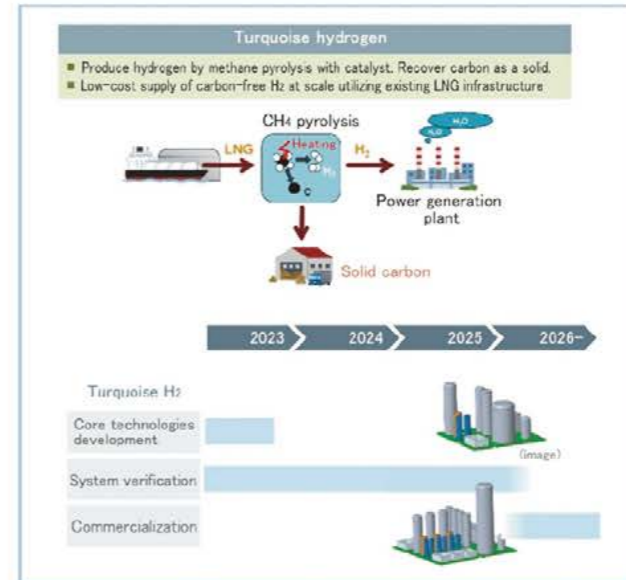 Turquoise hydrogen
■ Produce hydrogen by methane pyrolysis with catalyst. Recover carbon as a solid.
■ Low-cost supply of carbon-free H₂ at scale utilizing existing LNG infrastructure
CH₄ pyrolysis
LNG
Heating
H₂
C
H₂
H₂O
H₂O
Power generation
plant
Solid carbon
2023
2024
2025
2026-
Turquoise H₂
Core technologies
development
(image)
System verification
Commercialization